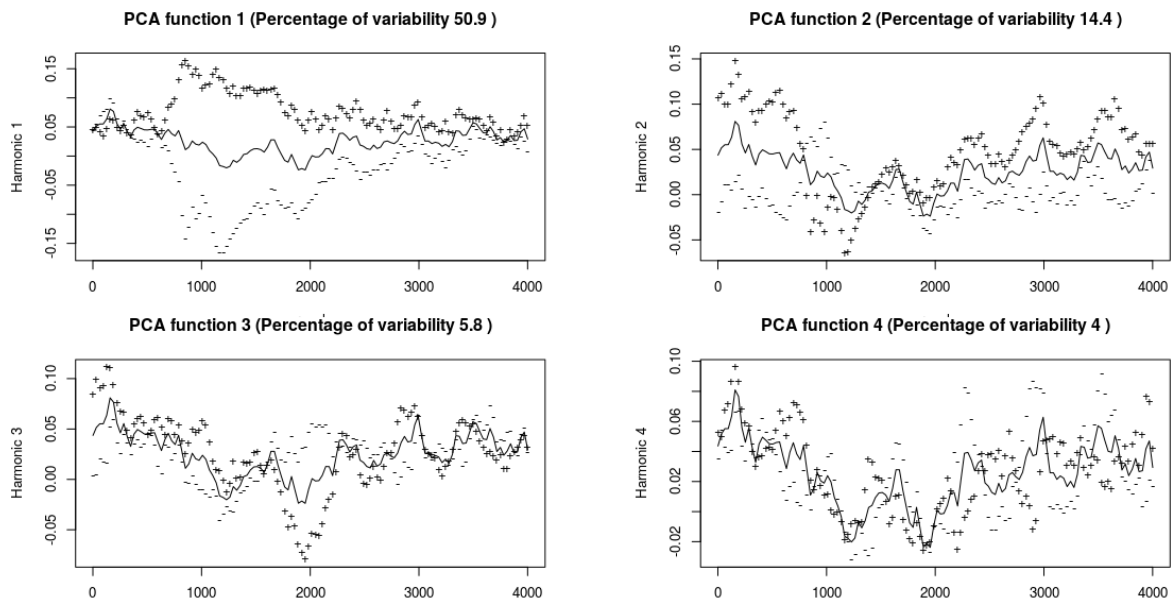 PCA function 1 (Percentage of variability 50.9 )
Harmonic 1
0.15
0.05
-0.05
-0.15
0 1000 2000 3000 4000
PCA function 2 (Percentage of variability 14.4 )
Harmonic 2
0.15
0.10
0.05
0.00
-0.05
0 1000 2000 3000 4000
PCA function 3 (Percentage of variability 5.8 )
Harmonic 3
0.10
0.05
0.00
-0.05
0 1000 2000 3000 4000
PCA function 4 (Percentage of variability 4 )
Harmonic 4
0.10
0.06
0.02
-0.02
0 1000 2000 3000 4000